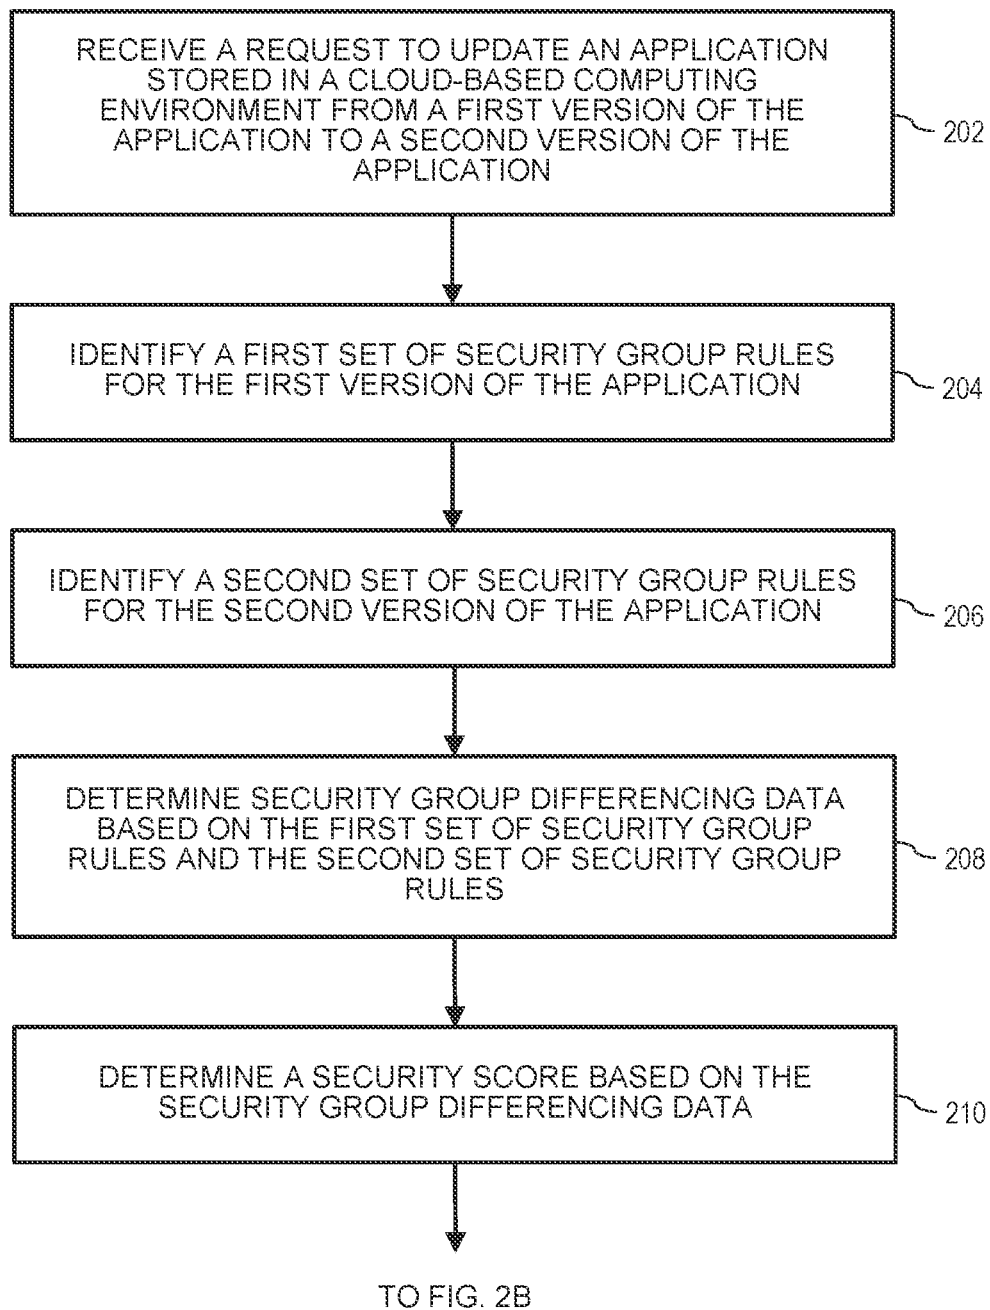 RECEIVE A REQUEST TO UPDATE AN APPLICATION
STORED IN A CLOUD-BASED COMPUTING
ENVIRONMENT FROM A FIRST VERSION OF THE
APPLICATION TO A SECOND VERSION OF THE
APPLICATION
202
IDENTIFY A FIRST SET OF SECURITY GROUP RULES
FOR THE FIRST VERSION OF THE APPLICATION
204
IDENTIFY A SECOND SET OF SECURITY GROUP RULES
FOR THE SECOND VERSION OF THE APPLICATION
206
DETERMINE SECURITY GROUP DIFFERENCING DATA
BASED ON THE FIRST SET OF SECURITY GROUP
RULES AND THE SECOND SET OF SECURITY GROUP
RULES
208
DETERMINE A SECURITY SCORE BASED ON THE
SECURITY GROUP DIFFERENCING DATA
210
TO FIG. 2B